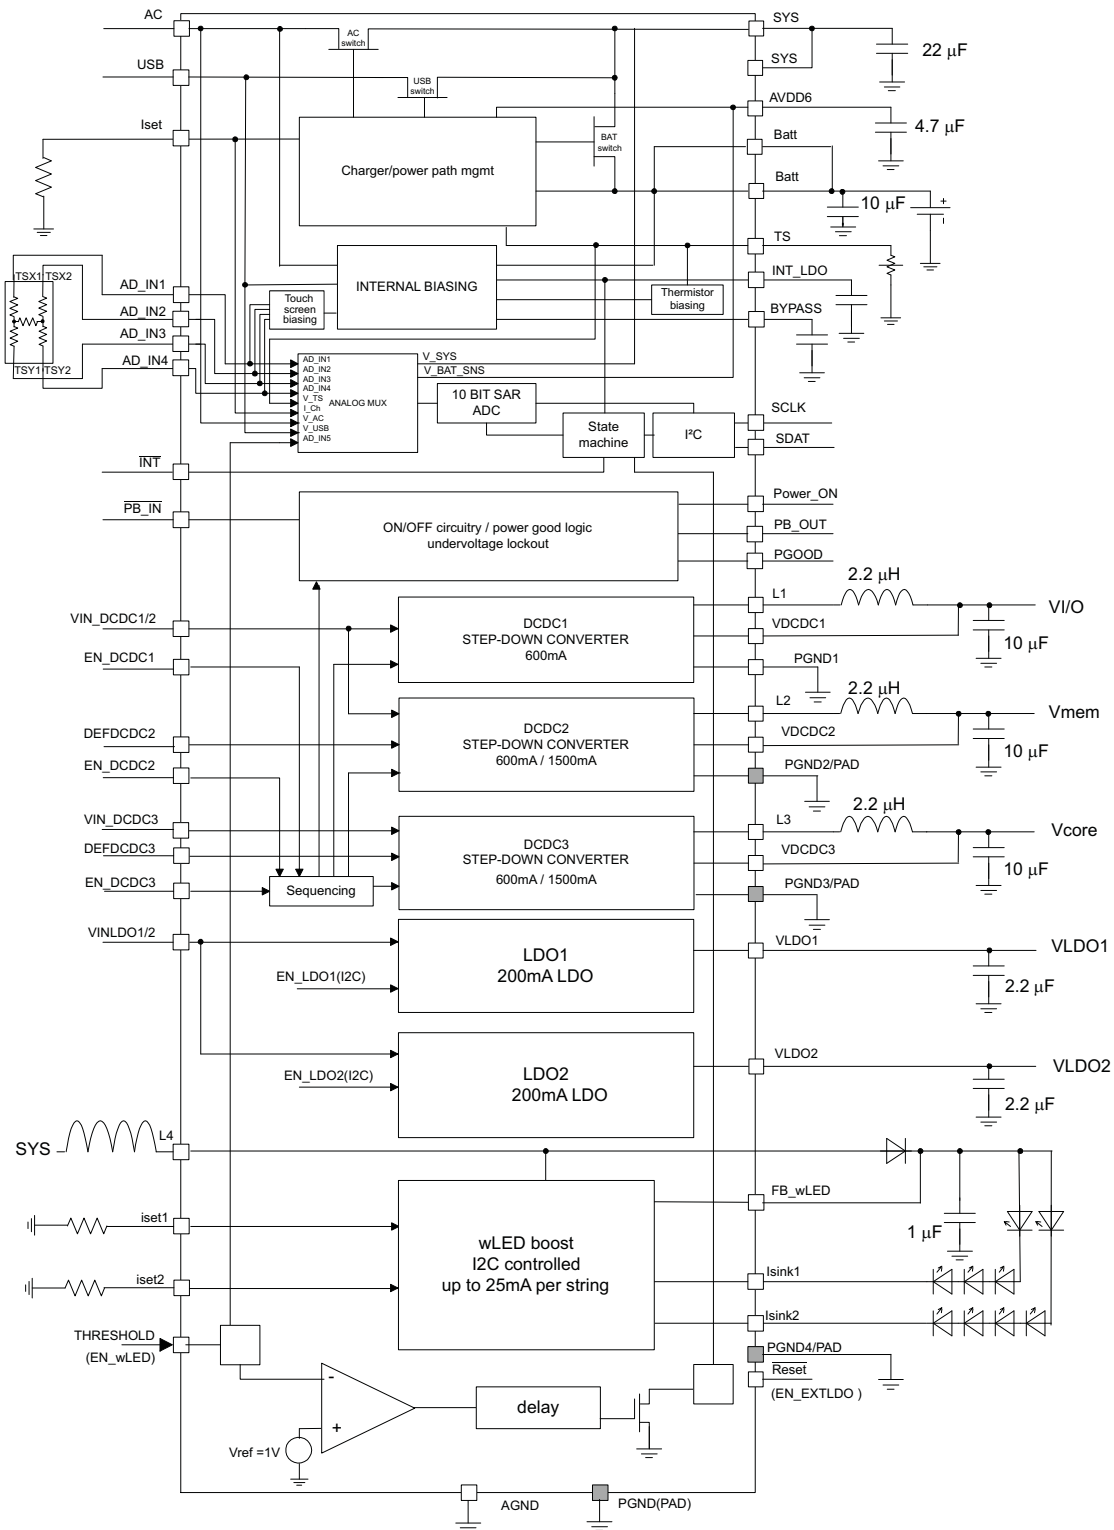 AC
AC
switch
SYS
22 μF
SYS
USB
USB
switch
AVDD6
4.7 μF
Iset
Charger/power path mgmt
BAT
switch
Batt
Batt
10 μF
+
-
TS
TSX1
TSX2
TSY1
TSY2
AD_IN1
AD_IN2
AD_IN3
AD_IN4
INTERNAL BIASING
Touch
screen
biasing
Thermistor
biasing
INT_LDO
BYPASS
AD_IN1
AD_IN2
AD_IN3
AD_IN4
V_TS
I_Ch
V_AC
V_USB
AD_IN5
ANALOG MUX
V_SYS
V_BAT_SNS
10 BIT SAR
ADC
State
machine
I²C
SCLK
SDAT
INT
PB_IN
ON/OFF circuitry / power good logic
undervoltage lockout
Power_ON
PB_OUT
PGOOD
VIN_DCDC1/2
EN_DCDC1
DCDC1
STEP-DOWN CONVERTER
600mA
L1
2.2 μH
VI/O
VDCDC1
10 μF
PGND1
DEFDCDC2
EN_DCDC2
DCDC2
STEP-DOWN CONVERTER
600mA / 1500mA
L2
2.2 μH
Vmem
VDCDC2
10 μF
PGND2/PAD
VIN_DCDC3
DEFDCDC3
EN_DCDC3
Sequencing
DCDC3
STEP-DOWN CONVERTER
600mA / 1500mA
L3
2.2 μH
Vcore
VDCDC3
10 μF
PGND3/PAD
VINLDO1/2
EN_LDO1(I2C)
LDO1
200mA LDO
VLDO1
VLDO1
2.2 μF
EN_LDO2(I2C)
LDO2
200mA LDO
VLDO2
VLDO2
2.2 μF
SYS
L4
iset1
iset2
wLED boost
I2C controlled
up to 25mA per string
FB_wLED
1 μF
Isink1
Isink2
THRESHOLD
(EN_wLED)
PGND4/PAD
Reset
(EN_EXTLDO )
-
+
delay
Vref =1V
AGND
PGND(PAD)